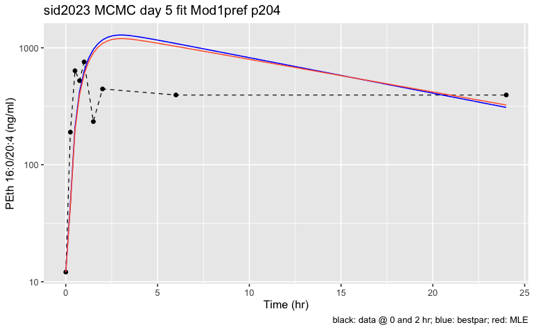 sid2023 MCMC day 5 fit Mod1pref p204
PEth 16:0/20:4 (ng/ml)
1000
100
10
0
5
10
15
20
25
Time (hr)
black: data @ 0 and 2 hr; blue: bestpar; red: MLE